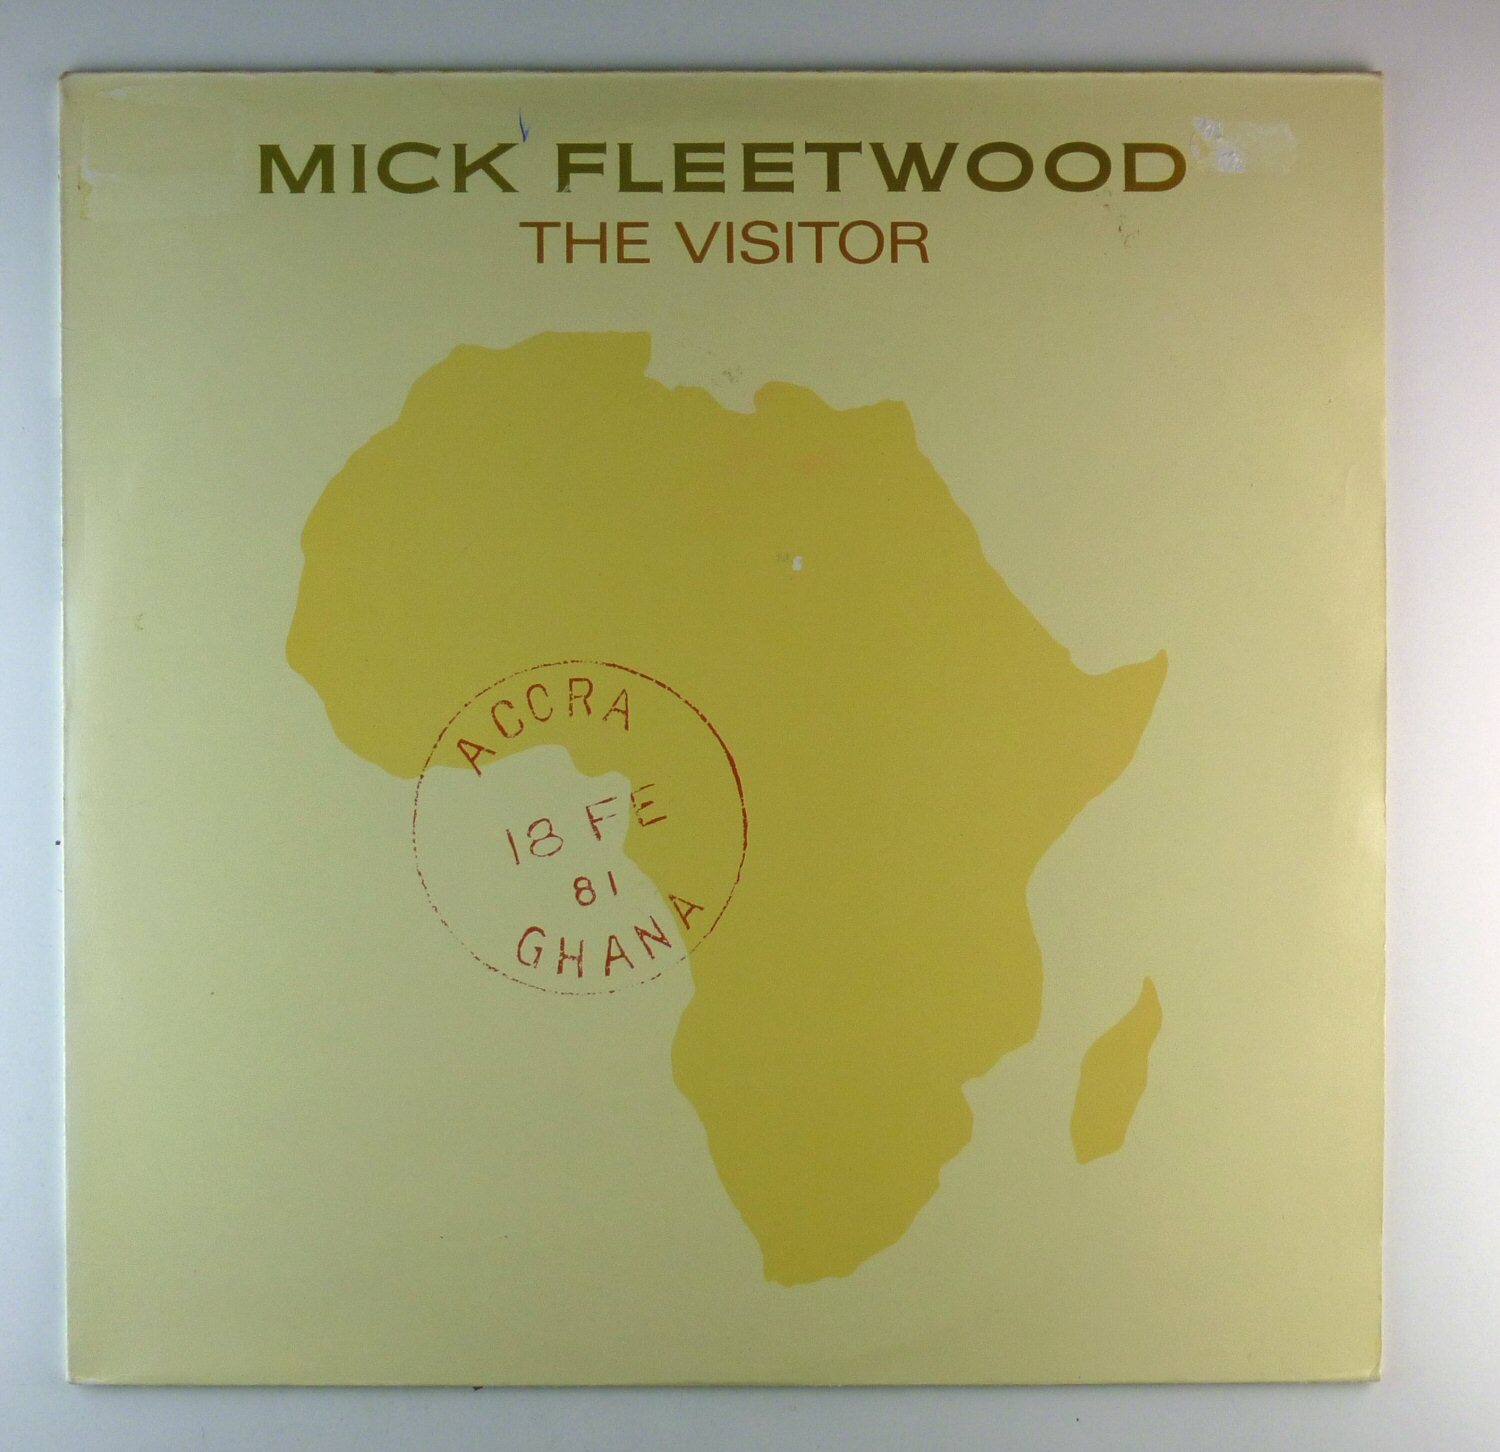 MICK FLEETWOOD
THE VISITOR
ACCRA
18 FE
81
GHANA